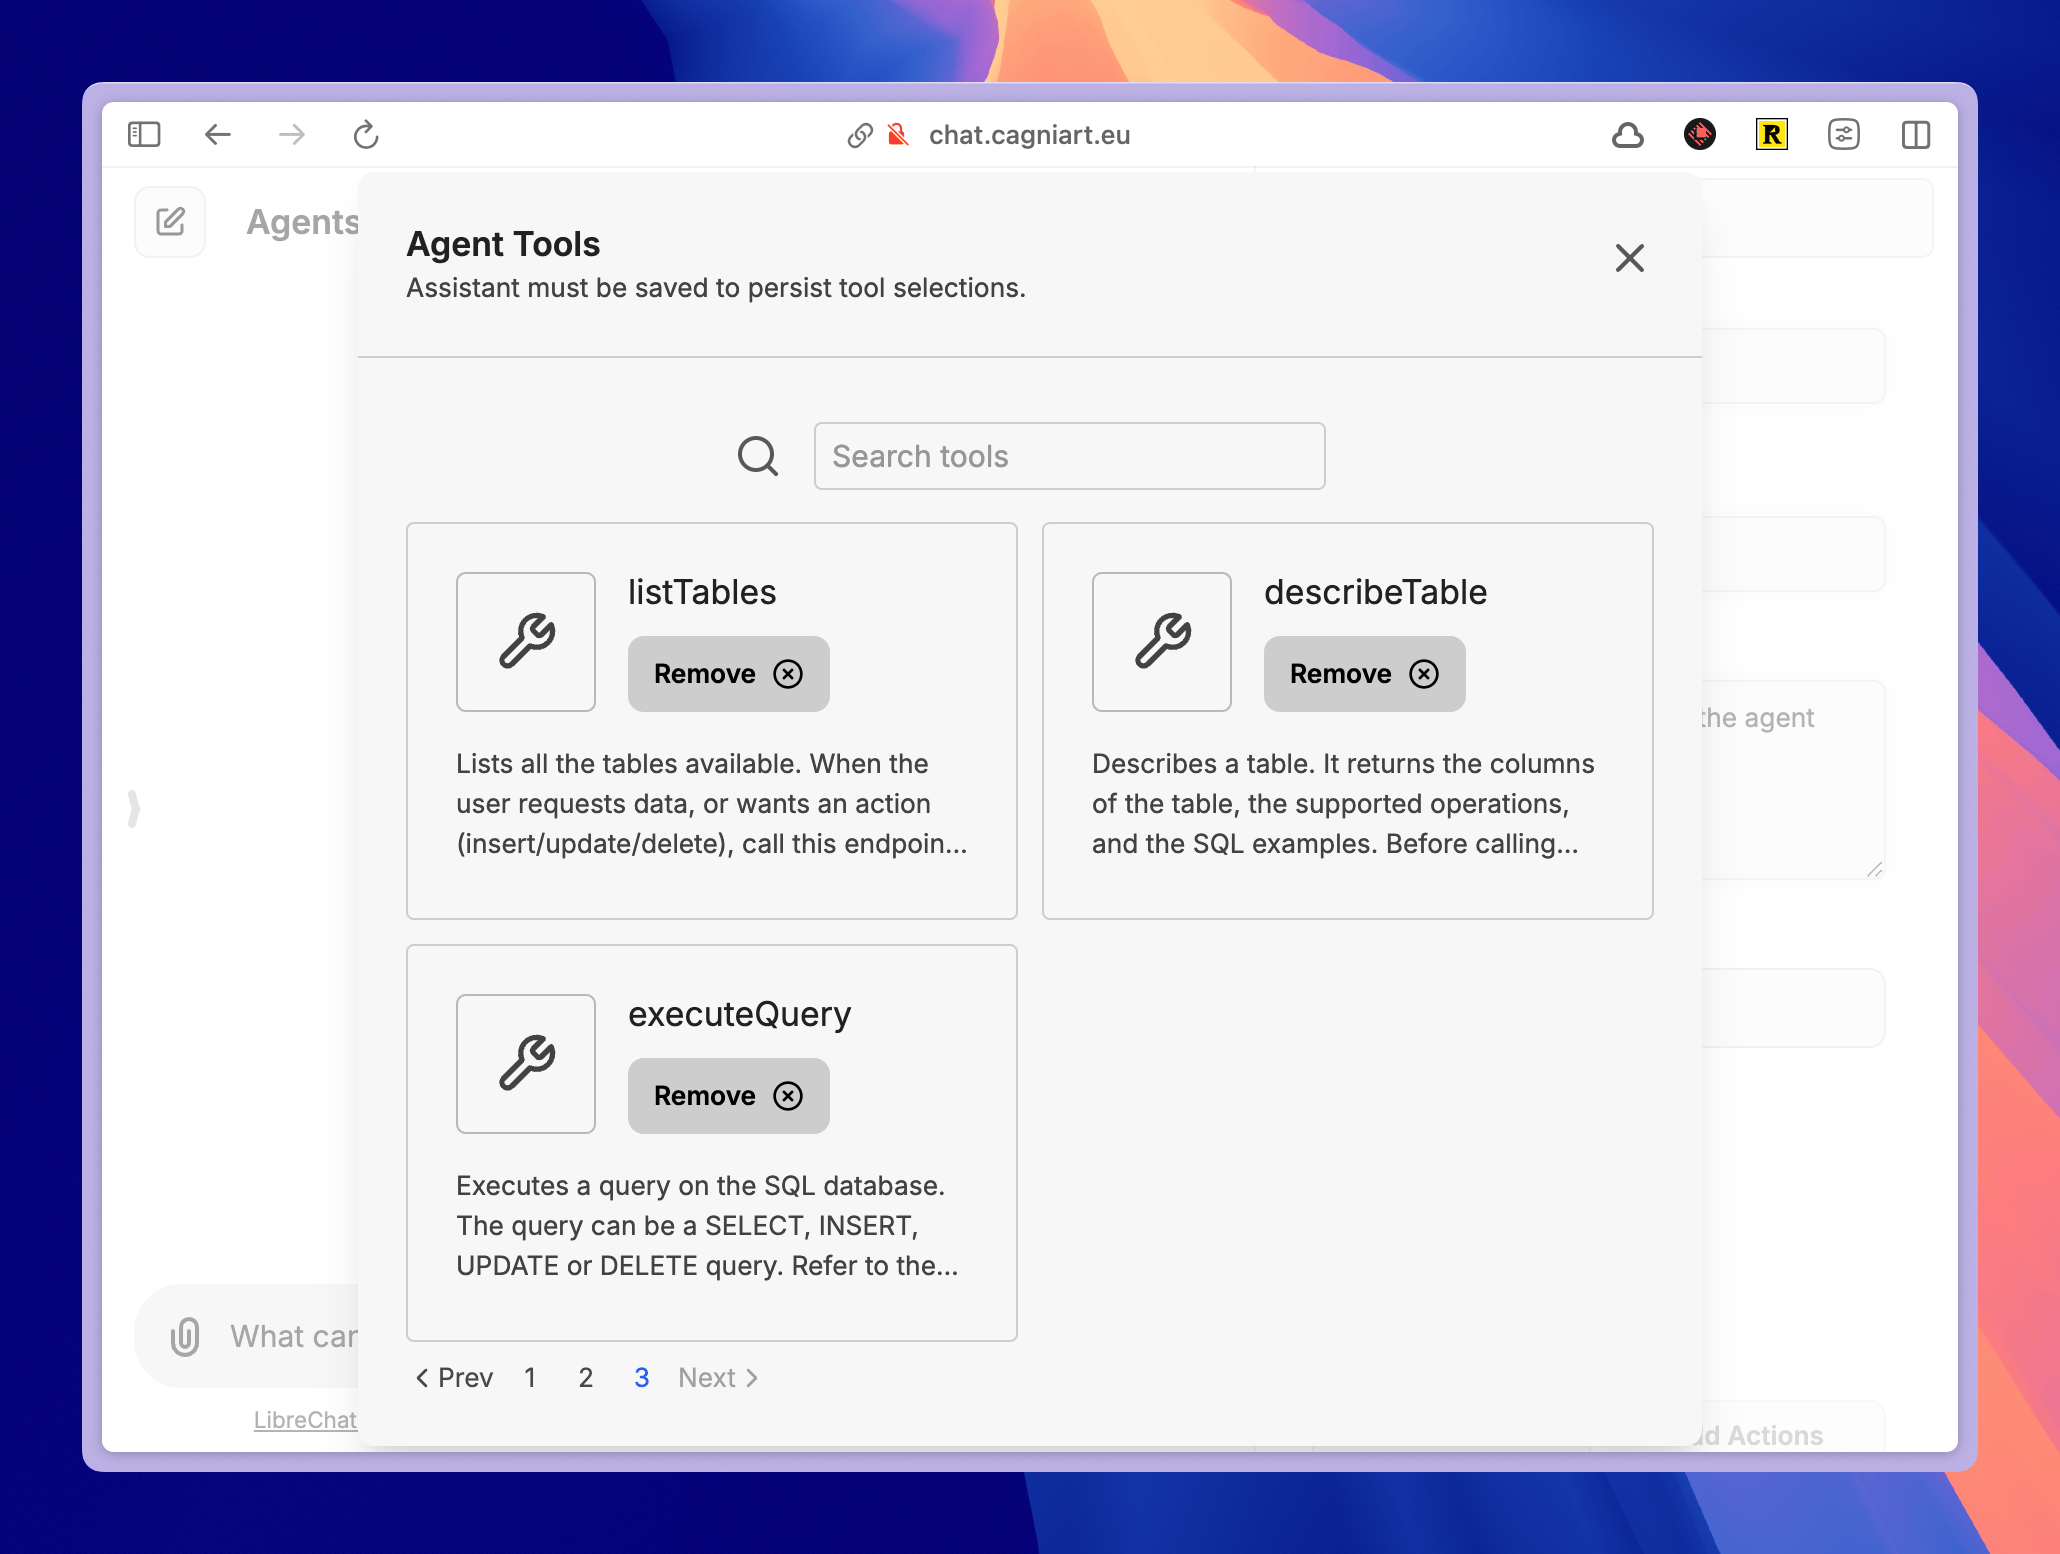 chat.cagniart.eu
R
Agents
Agent Tools
Assistant must be saved to persist tool selections.
Search tools
listTables
Remove
Lists all the tables available. When the
user requests data, or wants an action
(insert/update/delete), call this endpoin...
describeTable
Remove
Describes a table. It returns the columns
of the table, the supported operations,
and the SQL examples. Before calling...
the agent
executeQuery
Remove
Executes a query on the SQL database.
The query can be a SELECT, INSERT,
UPDATE or DELETE query. Refer to the...
What can
Prev 1 2 3 Next
LibreChat
Actions